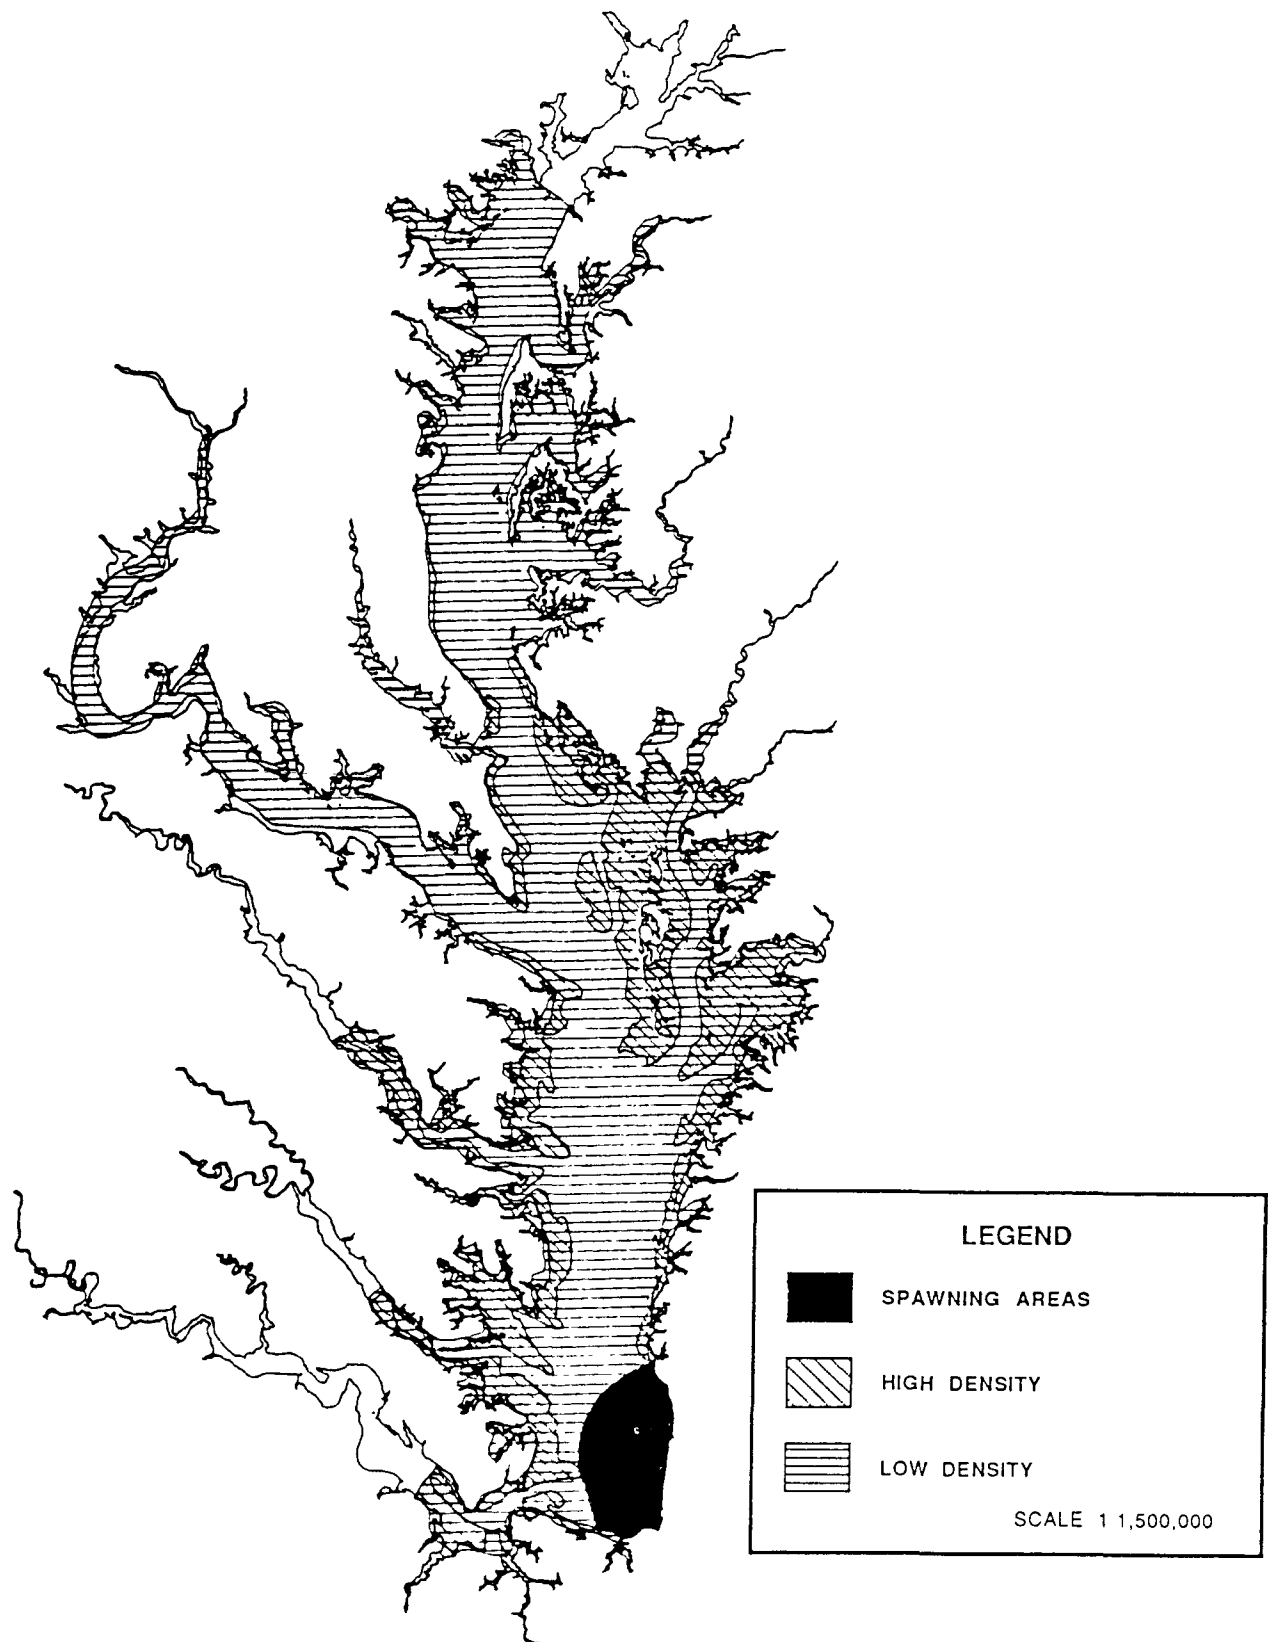 LEGEND
SPAWNING AREAS
HIGH DENSITY
LOW DENSITY
SCALE 1 1,500,000